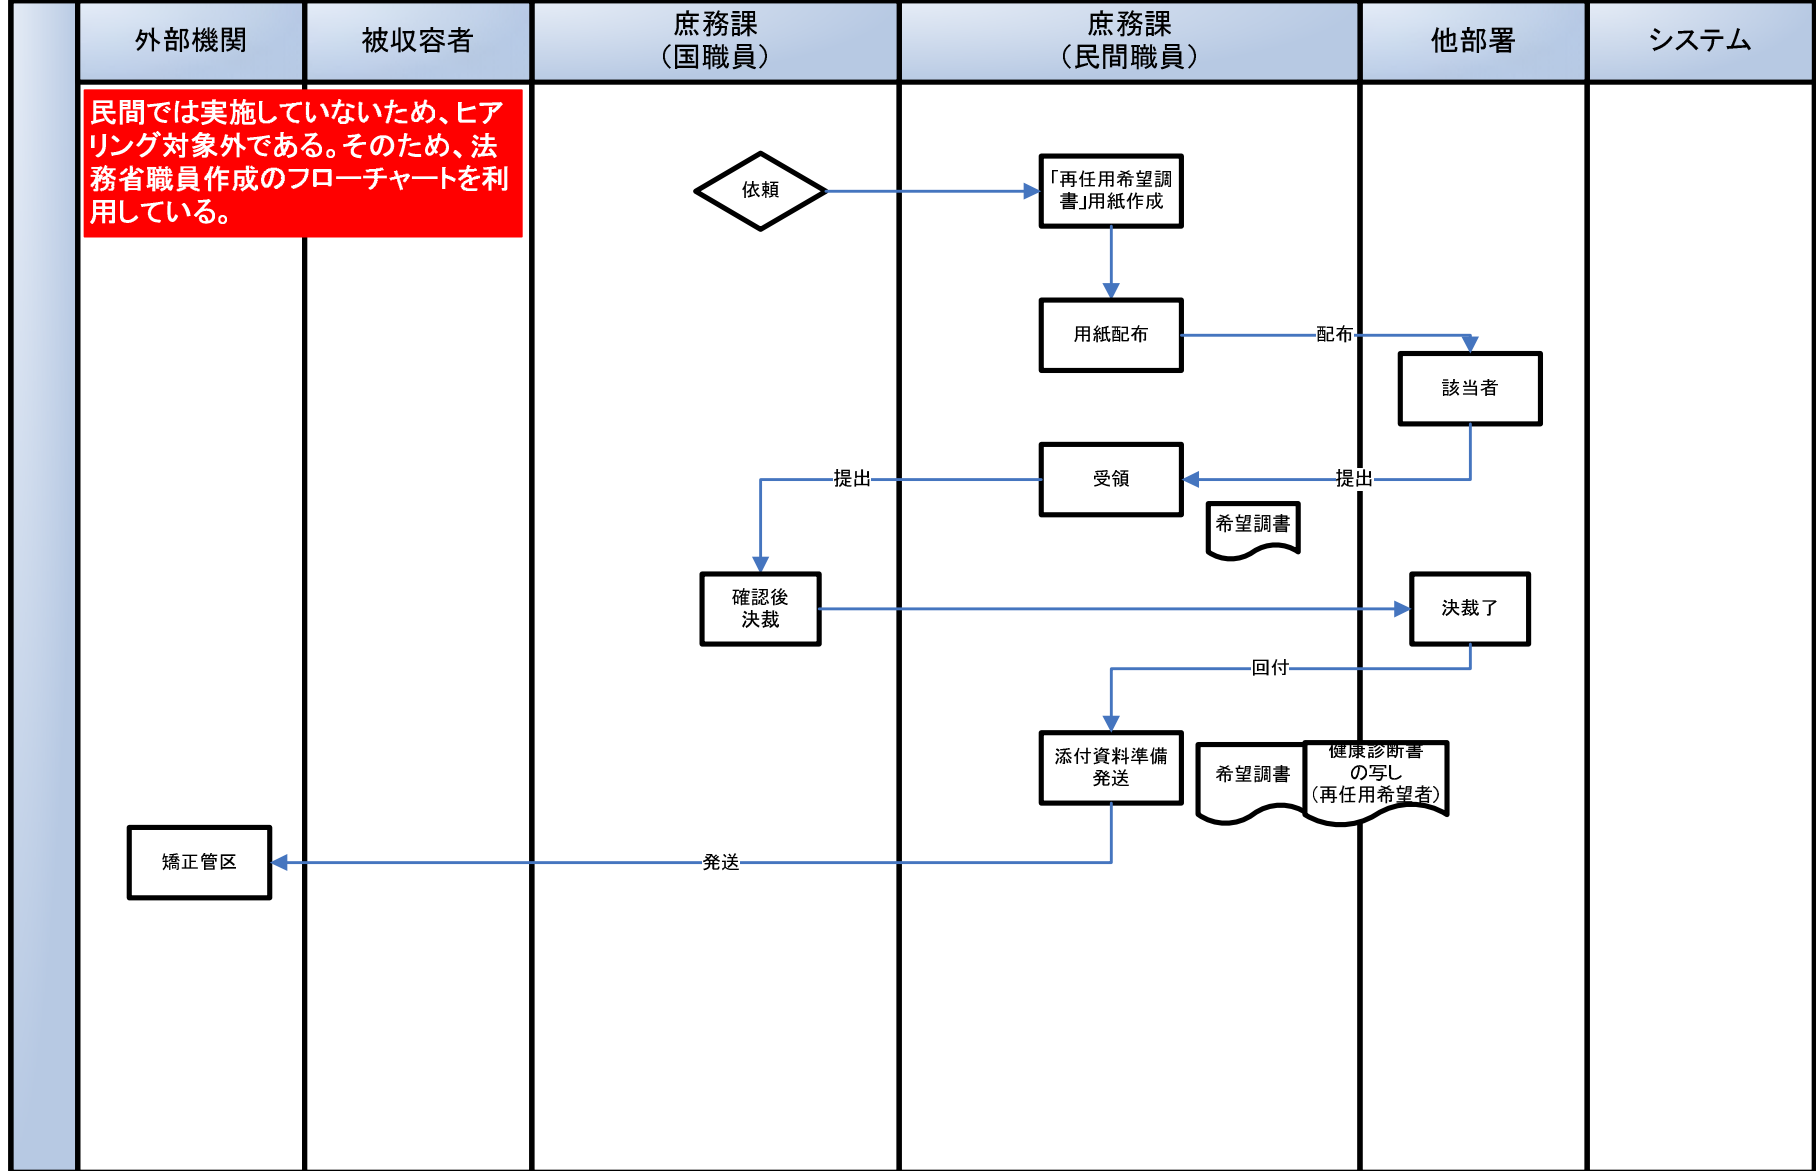 外部機関
被収容者
庶務課
（国職員）
庶務課
（民間職員）
他部署
システム
民間では実施していないため、ヒア
リング対象外である。そのため、法
務省職員作成のフローチャートを利
用している。
依頼
「再任用希望調
書」用紙作成
用紙配布
配布
該当者
提出
受領
提出
希望調書
確認後
決裁
決裁了
回付
添付資料準備
発送
希望調書
健康診断書
の写し
（再任用希望者）
矯正管区
発送